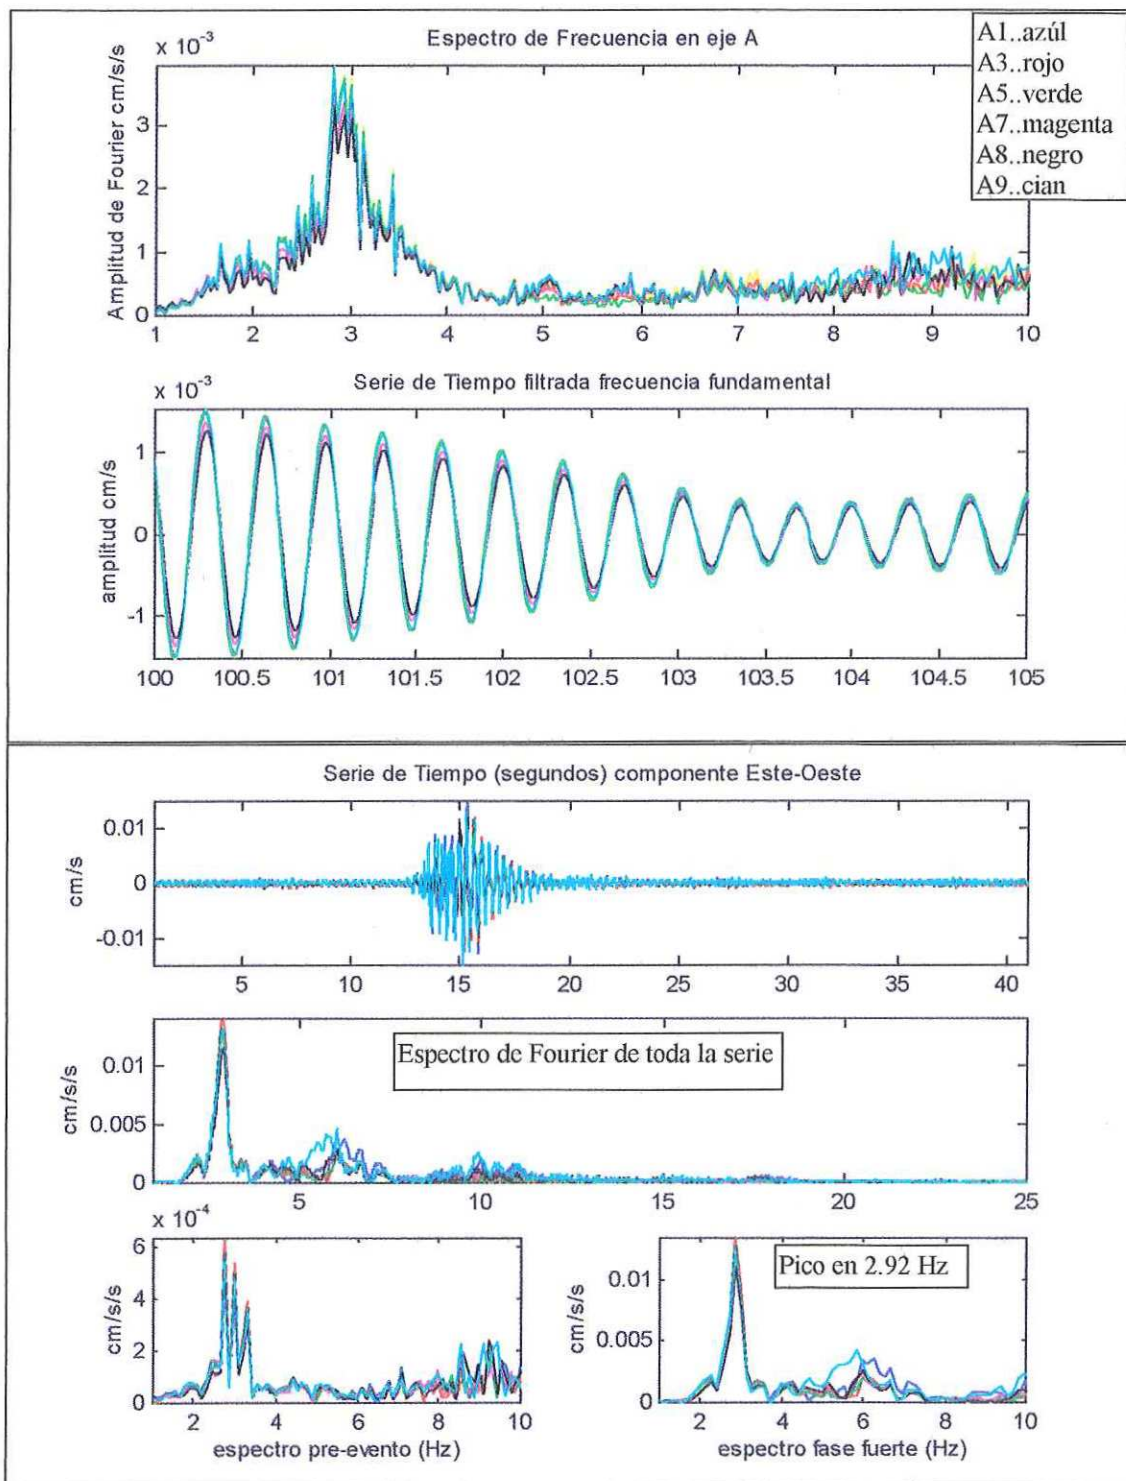 x 10-3
Espectro de Frecuencia en eje A
A1..azúl
A3..rojo
A5..verde
A7..magenta
A8..negro
A9..cian
Amplitud de Fourier cm/s/s
3
2
1
0
1 2 3 4 5 6 7 8 9 10
x 10-3
Serie de Tiempo filtrada frecuencia fundamental
amplitud cm/s
1
0
-1
100 100.5 101 101.5 102 102.5 103 103.5 104 104.5 105
Serie de Tiempo (segundos) componente Este-Oeste
cm/s
0.01
0
-0.01
5 10 15 20 25 30 35 40
Espectro de Fourier de toda la serie
cm/s/s
0.01
0.005
0
5 10 15 20 25
x 10-4
cm/s/s
6
4
2
0
2 4 6 8 10
espectro pre-evento (Hz)
Pico en 2.92 Hz
cm/s/s
0.01
0.005
0
2 4 6 8 10
espectro fase fuerte (Hz)